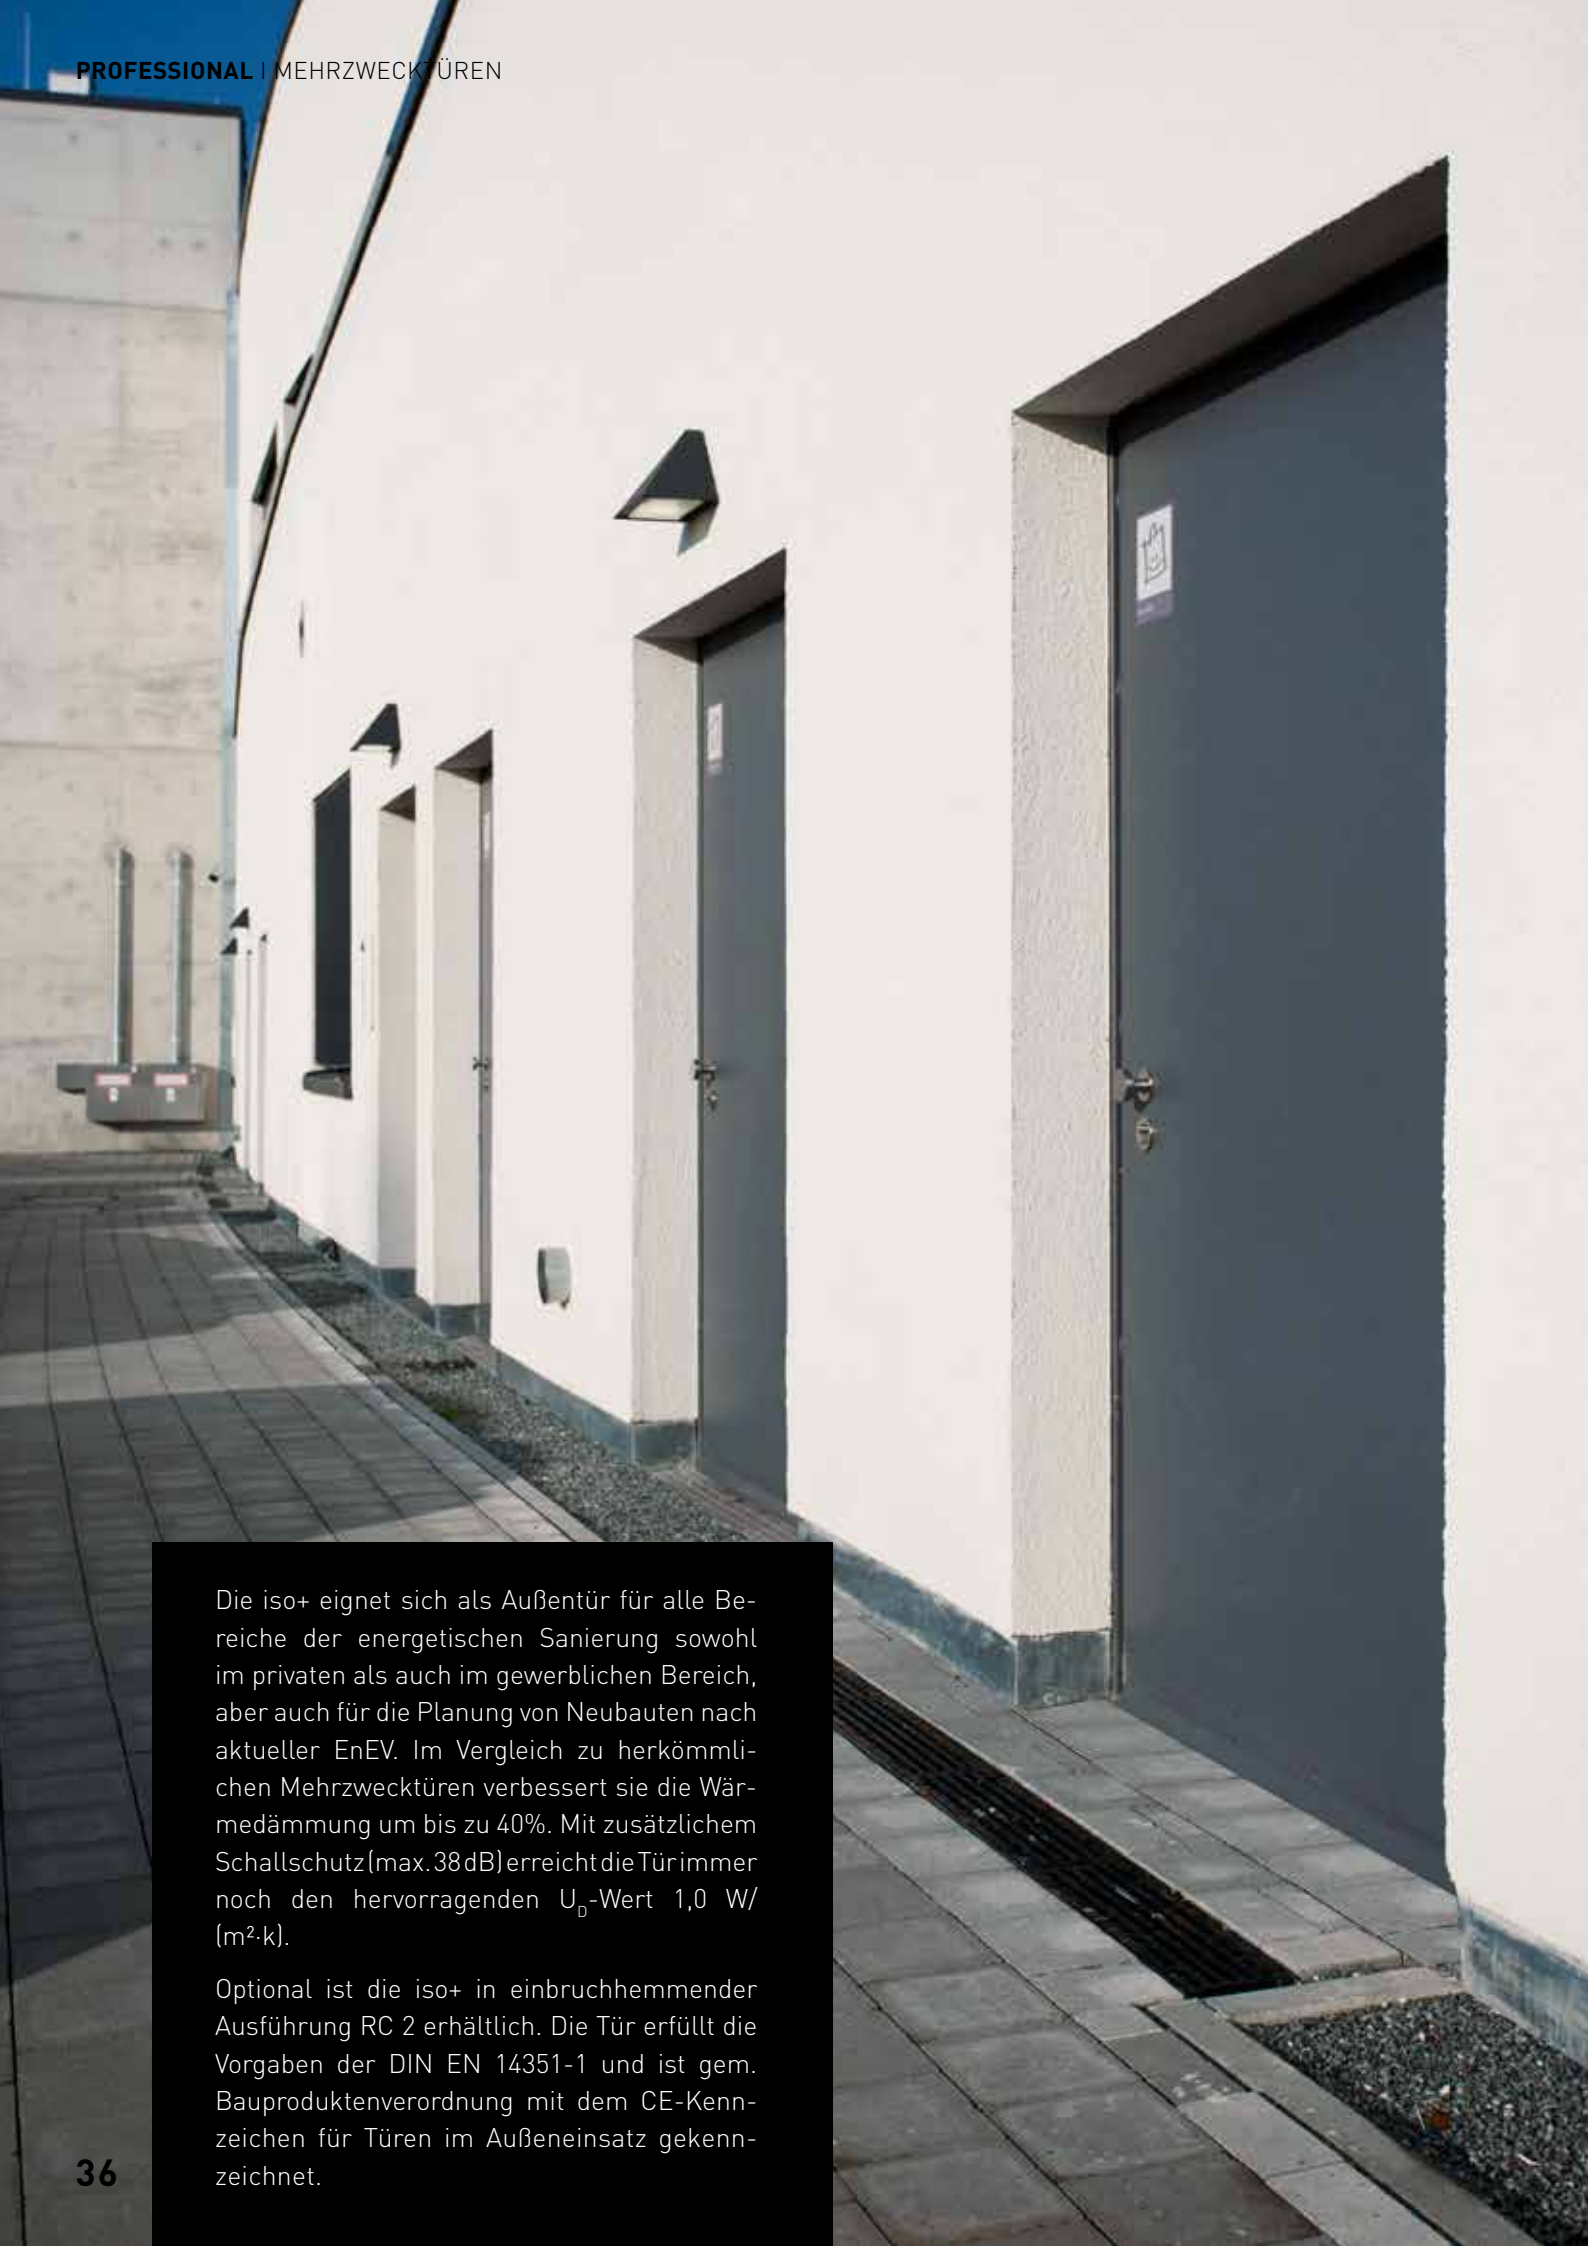 PROFESSIONAL | MEHRZWECKTÜREN
Die iso+ eignet sich als Außentür für alle Be-
reiche der energetischen Sanierung sowohl
im privaten als auch im gewerblichen Bereich,
aber auch für die Planung von Neubauten nach
aktueller EnEV. Im Vergleich zu herkömmli-
chen Mehrzwecktüren verbessert sie die Wär-
medämmung um bis zu 40%. Mit zusätzlichem
Schallschutz (max. 38 dB) erreicht die Tür immer
noch den hervorragenden U_D-Wert 1,0 W/
(m²·k).
Optional ist die iso+ in einbruchhemmender
Ausführung RC 2 erhältlich. Die Tür erfüllt die
Vorgaben der DIN EN 14351-1 und ist gem.
Bauproduktenverordnung mit dem CE-Kenn-
zeichen für Türen im Außeneinsatz gekenn-
zeichnet.
36